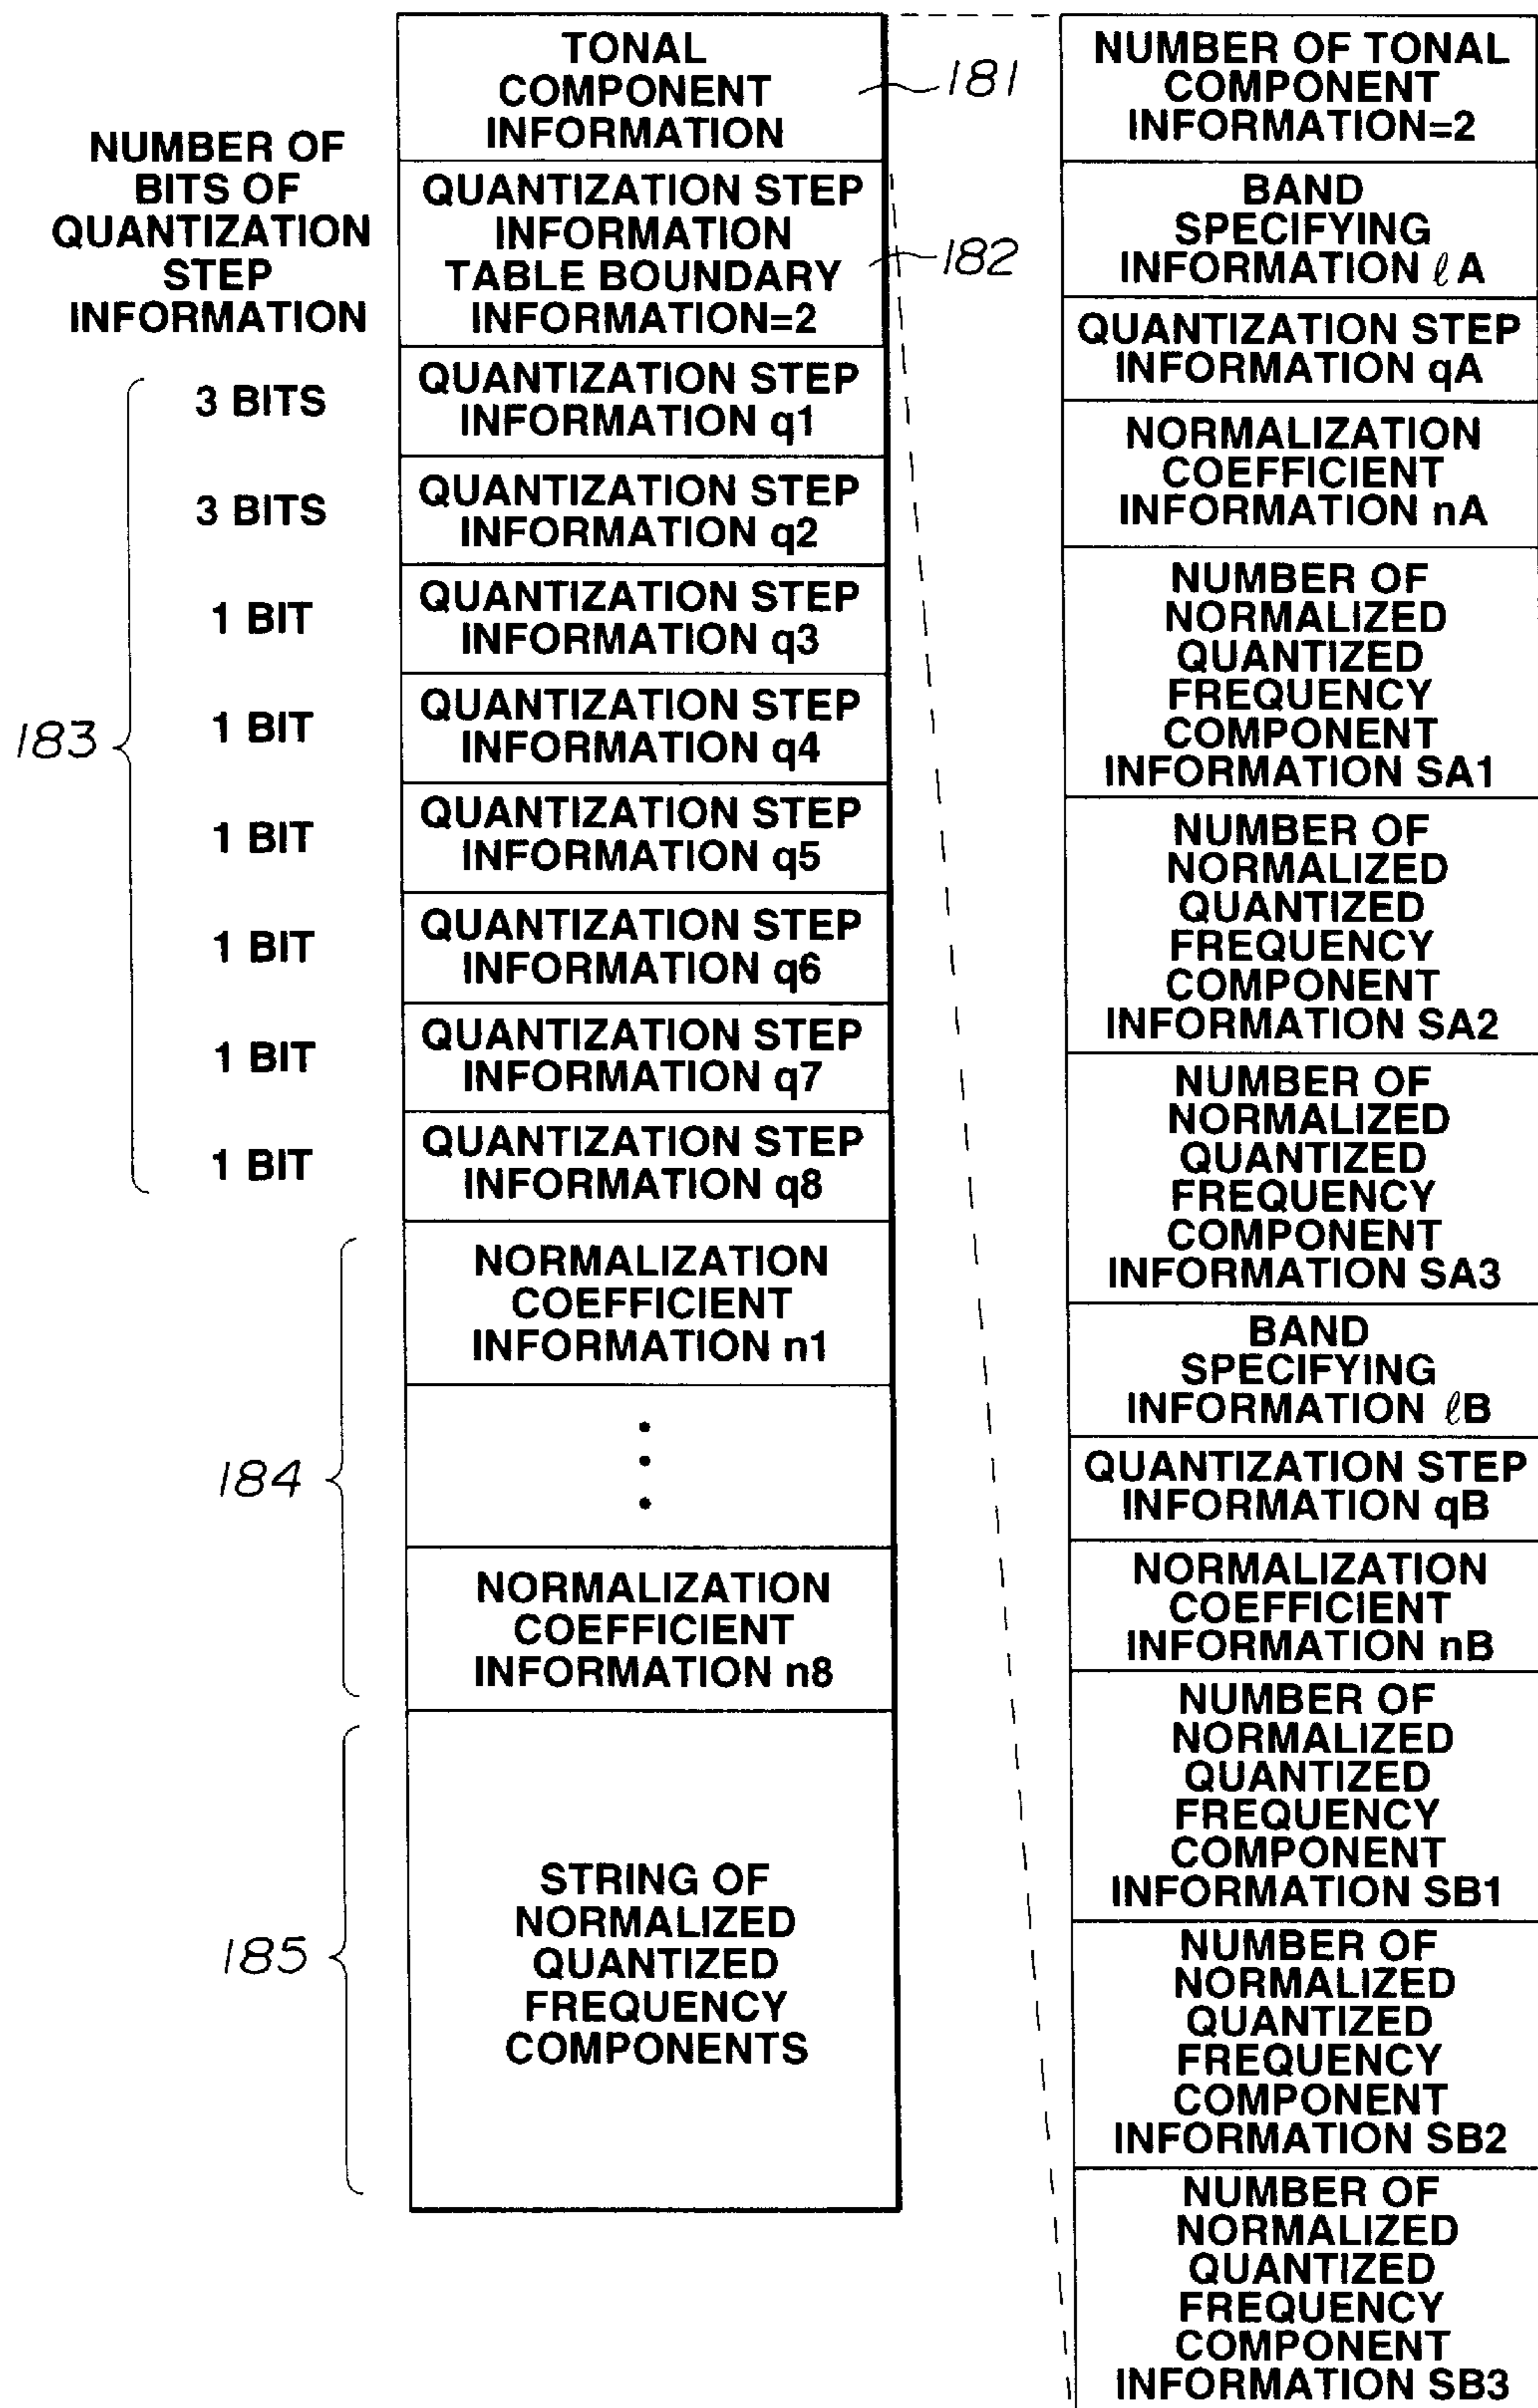 NUMBER OF
BITS OF
QUANTIZATION
STEP
INFORMATION
183
3 BITS
3 BITS
1 BIT
1 BIT
1 BIT
1 BIT
1 BIT
1 BIT
184
185
TONAL
COMPONENT
INFORMATION
181
QUANTIZATION STEP
INFORMATION
TABLE BOUNDARY
INFORMATION=2
182
QUANTIZATION STEP
INFORMATION q1
QUANTIZATION STEP
INFORMATION q2
QUANTIZATION STEP
INFORMATION q3
QUANTIZATION STEP
INFORMATION q4
QUANTIZATION STEP
INFORMATION q5
QUANTIZATION STEP
INFORMATION q6
QUANTIZATION STEP
INFORMATION q7
QUANTIZATION STEP
INFORMATION q8
NORMALIZATION
COEFFICIENT
INFORMATION n1
NORMALIZATION
COEFFICIENT
INFORMATION n8
STRING OF
NORMALIZED
QUANTIZED
FREQUENCY
COMPONENTS
NUMBER OF TONAL
COMPONENT
INFORMATION=2
BAND
SPECIFYING
INFORMATION ℓA
QUANTIZATION STEP
INFORMATION qA
NORMALIZATION
COEFFICIENT
INFORMATION nA
NUMBER OF
NORMALIZED
QUANTIZED
FREQUENCY
COMPONENT
INFORMATION SA1
NUMBER OF
NORMALIZED
QUANTIZED
FREQUENCY
COMPONENT
INFORMATION SA2
NUMBER OF
NORMALIZED
QUANTIZED
FREQUENCY
COMPONENT
INFORMATION SA3
BAND
SPECIFYING
INFORMATION ℓB
QUANTIZATION STEP
INFORMATION qB
NORMALIZATION
COEFFICIENT
INFORMATION nB
NUMBER OF
NORMALIZED
QUANTIZED
FREQUENCY
COMPONENT
INFORMATION SB1
NUMBER OF
NORMALIZED
QUANTIZED
FREQUENCY
COMPONENT
INFORMATION SB2
NUMBER OF
NORMALIZED
QUANTIZED
FREQUENCY
COMPONENT
INFORMATION SB3